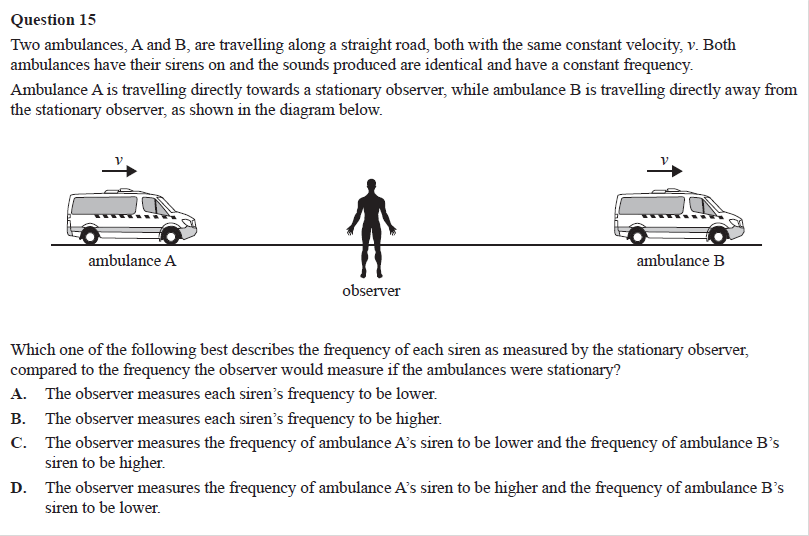 Question 15
Two ambulances, A and B, are travelling along a straight road, both with the same constant velocity, v. Both
ambulances have their sirens on and the sounds produced are identical and have a constant frequency.
Ambulance A is travelling directly towards a stationary observer, while ambulance B is travelling directly away from
the stationary observer, as shown in the diagram below.
v
v
ambulance A
observer
ambulance B
Which one of the following best describes the frequency of each siren as measured by the stationary observer,
compared to the frequency the observer would measure if the ambulances were stationary?
A. The observer measures each siren's frequency to be lower.
B. The observer measures each siren's frequency to be higher.
C. The observer measures the frequency of ambulance A's siren to be lower and the frequency of ambulance B's
siren to be higher.
D. The observer measures the frequency of ambulance A's siren to be higher and the frequency of ambulance B's
siren to be lower.